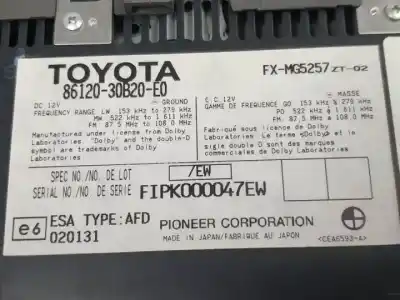 TOYOTA
86120-30B20-E0
FX-MG5257 ZT-02
DC 12V GROUND
FREQUENCY RANGE LW 153 kHz to 279 kHz
MW 522 kHz to 1 611 kHz
FM 87.5 MHz to 108.0 MHz
Manufactured under license from Dolby
Laboratories. "Dolby" and the double-D
symbol are trademarks of Dolby
Laboratories.
MASSE
E.C. 12V
GAMME DE FREQUENCE GO 153 kHz à 279 kHz
PO 522 kHz à 1 611 kHz
FM 87.5 MHz à 108.0 MHz
Fabriqué sous license de Dolby
Laboratories. "Dolby" et le
sigle double D sont des marques
commerciales de Dolby Laboratories.
SPEC NO./NO. DE LOT /EW
SERIAL NO/NO. DE SERIE FIPK000047EW
e6
ESA TYPE:AFD
020131
PIONEER CORPORATION
MADE IN JAPAN/FABRIQUE AU JAPON
<CEA6593-A>